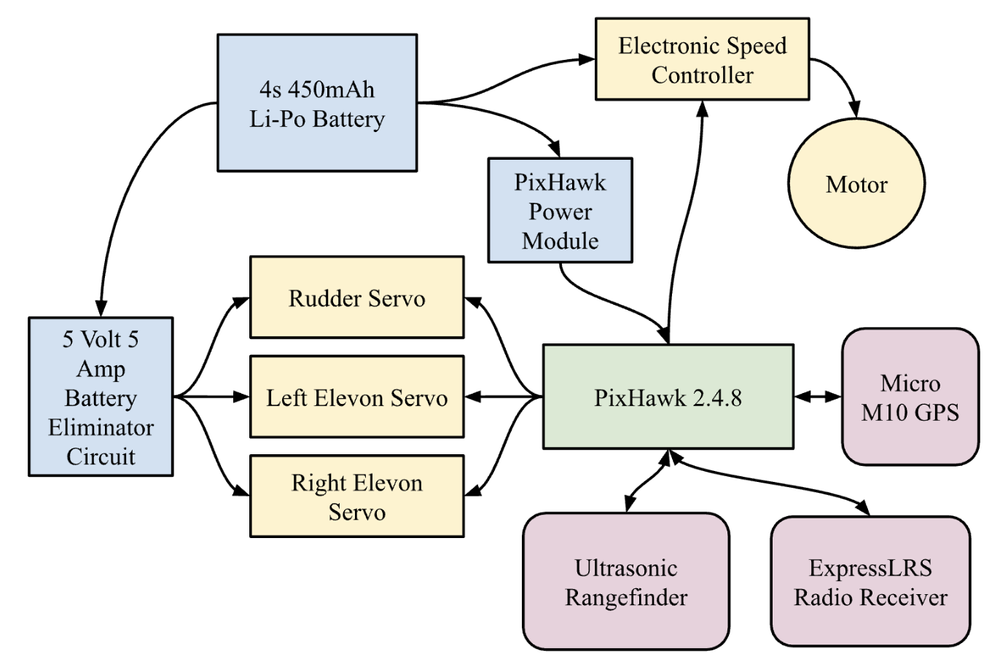 4s 450mAh
Li-Po Battery
Electronic Speed
Controller
Motor
PixHawk
Power
Module
Rudder Servo
5 Volt 5
Amp
Battery
Eliminator
Circuit
Left Elevon Servo
PixHawk 2.4.8
Micro
M10 GPS
Right Elevon
Servo
Ultrasonic
Rangefinder
ExpressLRS
Radio Receiver